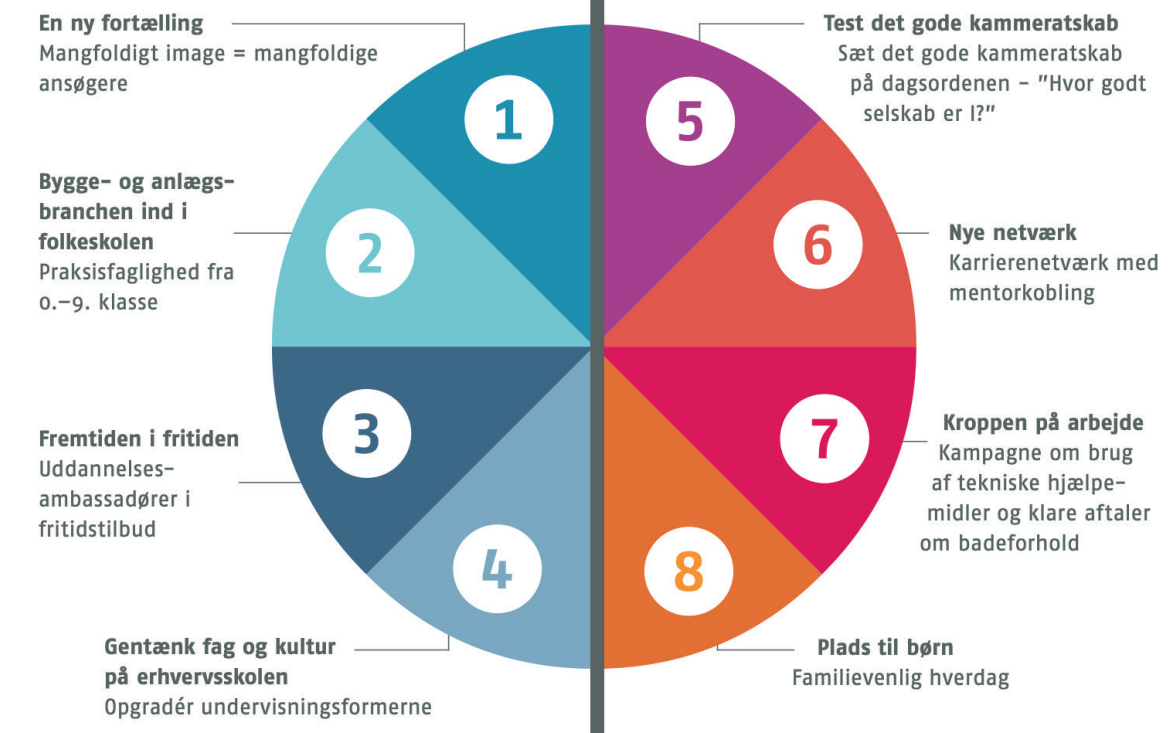 En ny fortælling
Mangfoldigt image = mangfoldige
ansøgere
1
Bygge- og anlægs-
branchen ind i
folkeskolen
Praksisfaglighed fra
0.–9. klasse
2
Fremtiden i fritiden
Uddannelses-
ambassadører i
fritidstilbud
3
Gentænk fag og kultur
på erhvervsskolen
Opgradér undervisningsformerne
4
Test det gode kammeratskab
Sæt det gode kammeratskab
på dagsordenen – "Hvor godt
selskab er I?"
5
Nye netværk
Karrierenetværk med
mentorkobling
6
Kroppen på arbejde
Kampagne om brug
af tekniske hjælpe-
midler og klare aftaler
om badeforhold
7
Plads til børn
Familievenlig hverdag
8